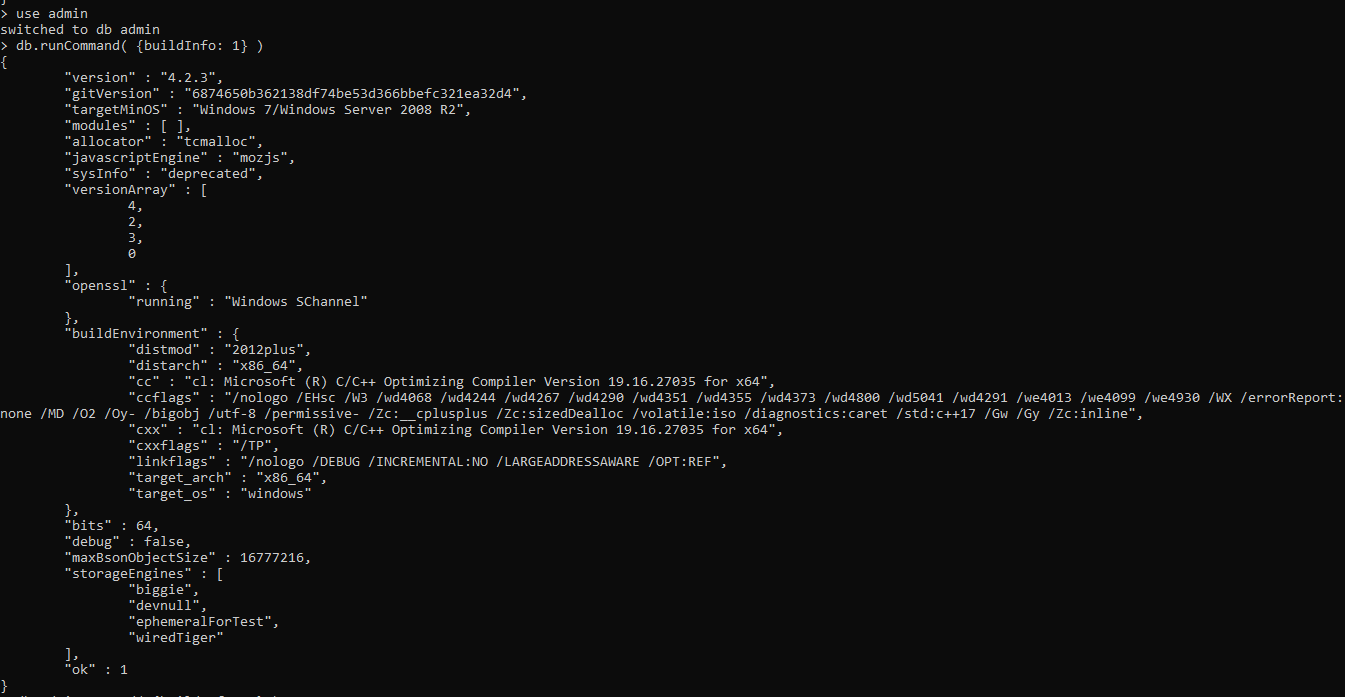 }
> use admin
switched to db admin
> db.runCommand( {buildInfo: 1} )
{
        "version" : "4.2.3",
        "gitVersion" : "6874650b362138df74be53d366bbefc321ea32d4",
        "targetMinOS" : "Windows 7/Windows Server 2008 R2",
        "modules" : [ ],
        "allocator" : "tcmalloc",
        "javascriptEngine" : "mozjs",
        "sysInfo" : "deprecated",
        "versionArray" : [
                4,
                2,
                3,
                0
        ],
        "openssl" : {
                "running" : "Windows SChannel"
        },
        "buildEnvironment" : {
                "distmod" : "2012plus",
                "distarch" : "x86_64",
                "cc" : "cl: Microsoft (R) C/C++ Optimizing Compiler Version 19.16.27035 for x64",
                "ccflags" : "/nologo /EHsc /W3 /wd4068 /wd4244 /wd4267 /wd4290 /wd4351 /wd4355 /wd4373 /wd4800 /wd5041 /wd4291 /we4013 /we4099 /we4930 /WX /errorReport:
none /MD /O2 /Oy- /bigobj /utf-8 /permissive- /Zc:__cplusplus /Zc:sizedDealloc /volatile:iso /diagnostics:caret /std:c++17 /Gw /Gy /Zc:inline",
                "cxx" : "cl: Microsoft (R) C/C++ Optimizing Compiler Version 19.16.27035 for x64",
                "cxxflags" : "/TP",
                "linkflags" : "/nologo /DEBUG /INCREMENTAL:NO /LARGEADDRESSAWARE /OPT:REF",
                "target_arch" : "x86_64",
                "target_os" : "windows"
        },
        "bits" : 64,
        "debug" : false,
        "maxBsonObjectSize" : 16777216,
        "storageEngines" : [
                "biggie",
                "devnull",
                "ephemeralForTest",
                "wiredTiger"
        ],
        "ok" : 1
}